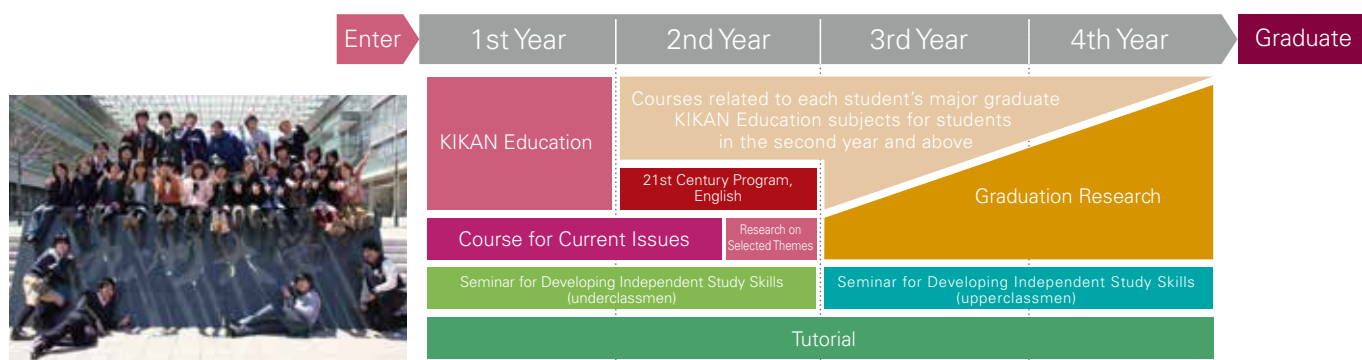 Enter
1st Year
2nd Year
3rd Year
4th Year
Graduate
KIKAN Education
Courses related to each student's major graduate
KIKAN Education subjects for students
in the second year and above
21st Century Program,
English
Graduation Research
Course for Current Issues
Research on
Selected Themes
Seminar for Developing Independent Study Skills
(underclassmen)
Seminar for Developing Independent Study Skills
(upperclassmen)
Tutorial